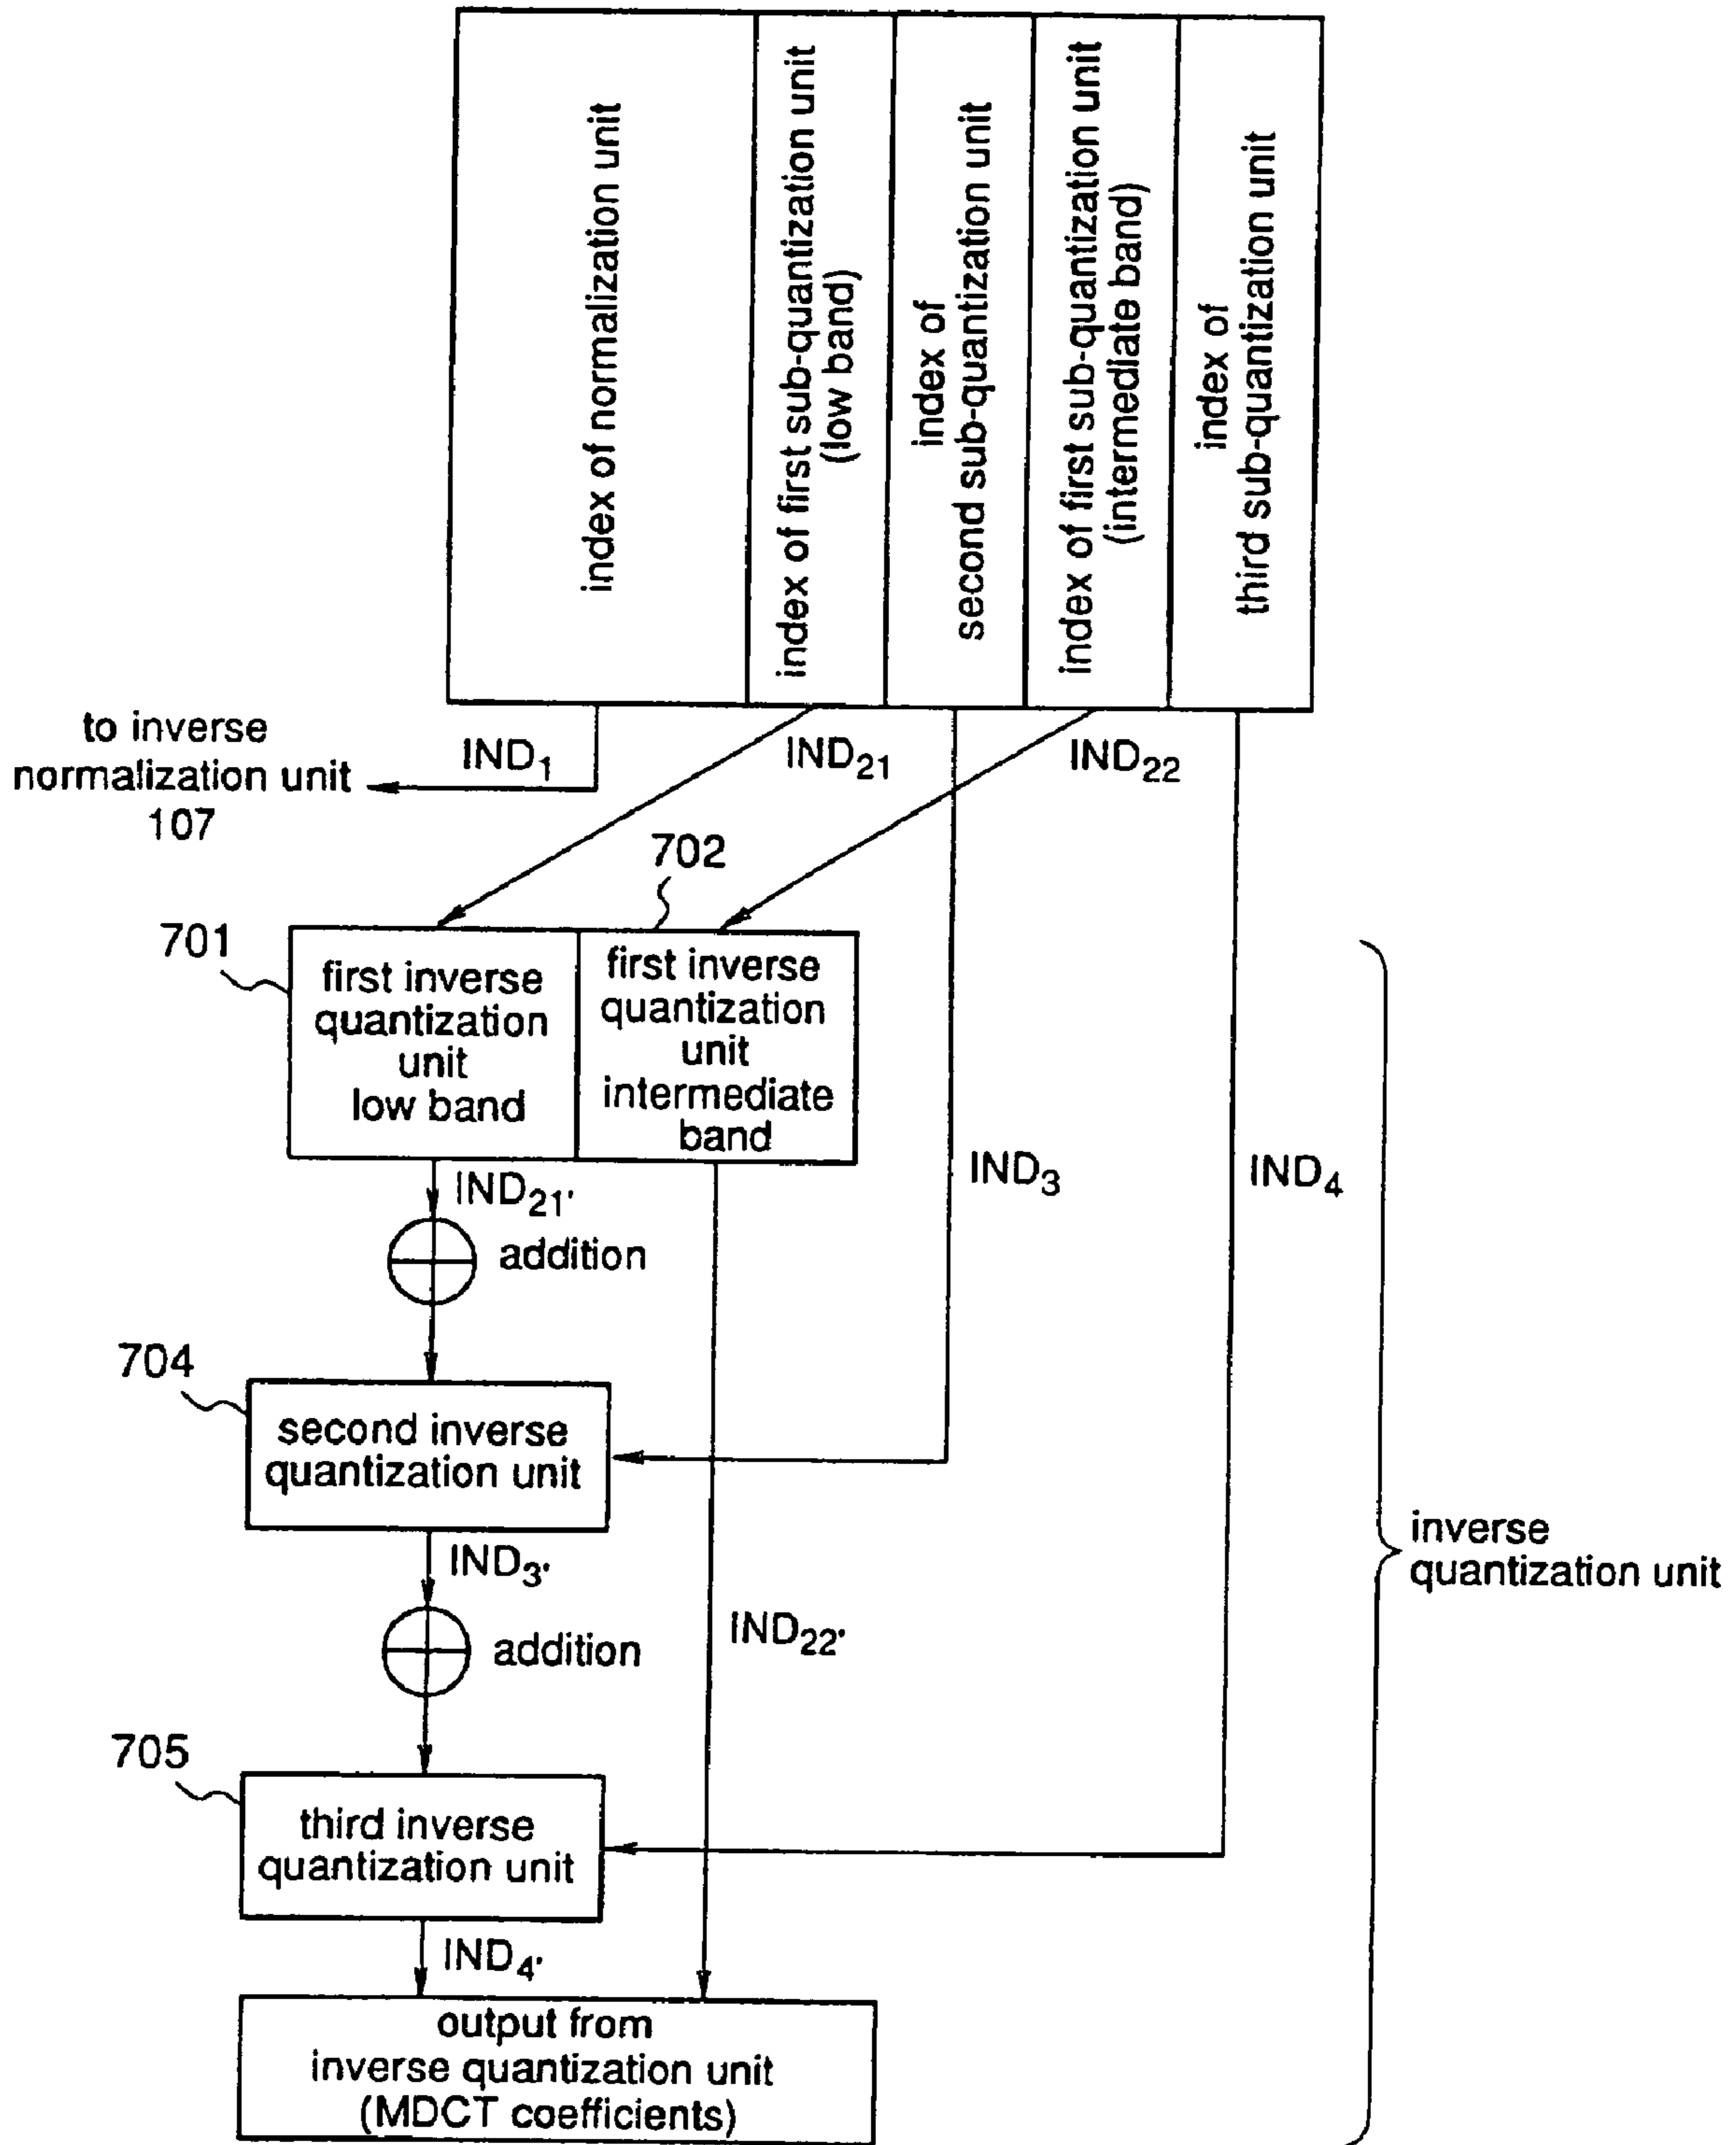 index of normalization unit
index of first sub-quantization unit
(low band)
index of
second sub-quantization unit
index of first sub-quantization unit
(intermediate band)
index of
third sub-quantization unit
to inverse
normalization unit
107
IND1
IND21
IND22
702
701
first inverse
quantization
unit
low band
first inverse
quantization
unit
intermediate
band
IND21'
addition
IND3
IND4
704
second inverse
quantization unit
IND3'
addition
IND22'
inverse
quantization unit
705
third inverse
quantization unit
IND4'
output from
inverse quantization unit
(MDCT coefficients)